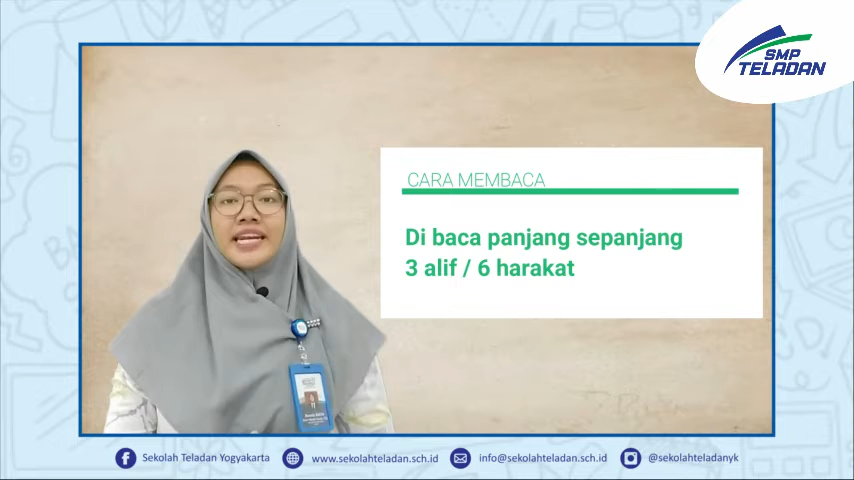 SMP
TELADAN
CARA MEMBACA
Di baca panjang sepanjang
3 alif / 6 harakat
Sekolah Teladan Yogyakarta
www.sekolahteladan.sch.id
info@sekolahteladan.sch.id
@sekolahteladanyk